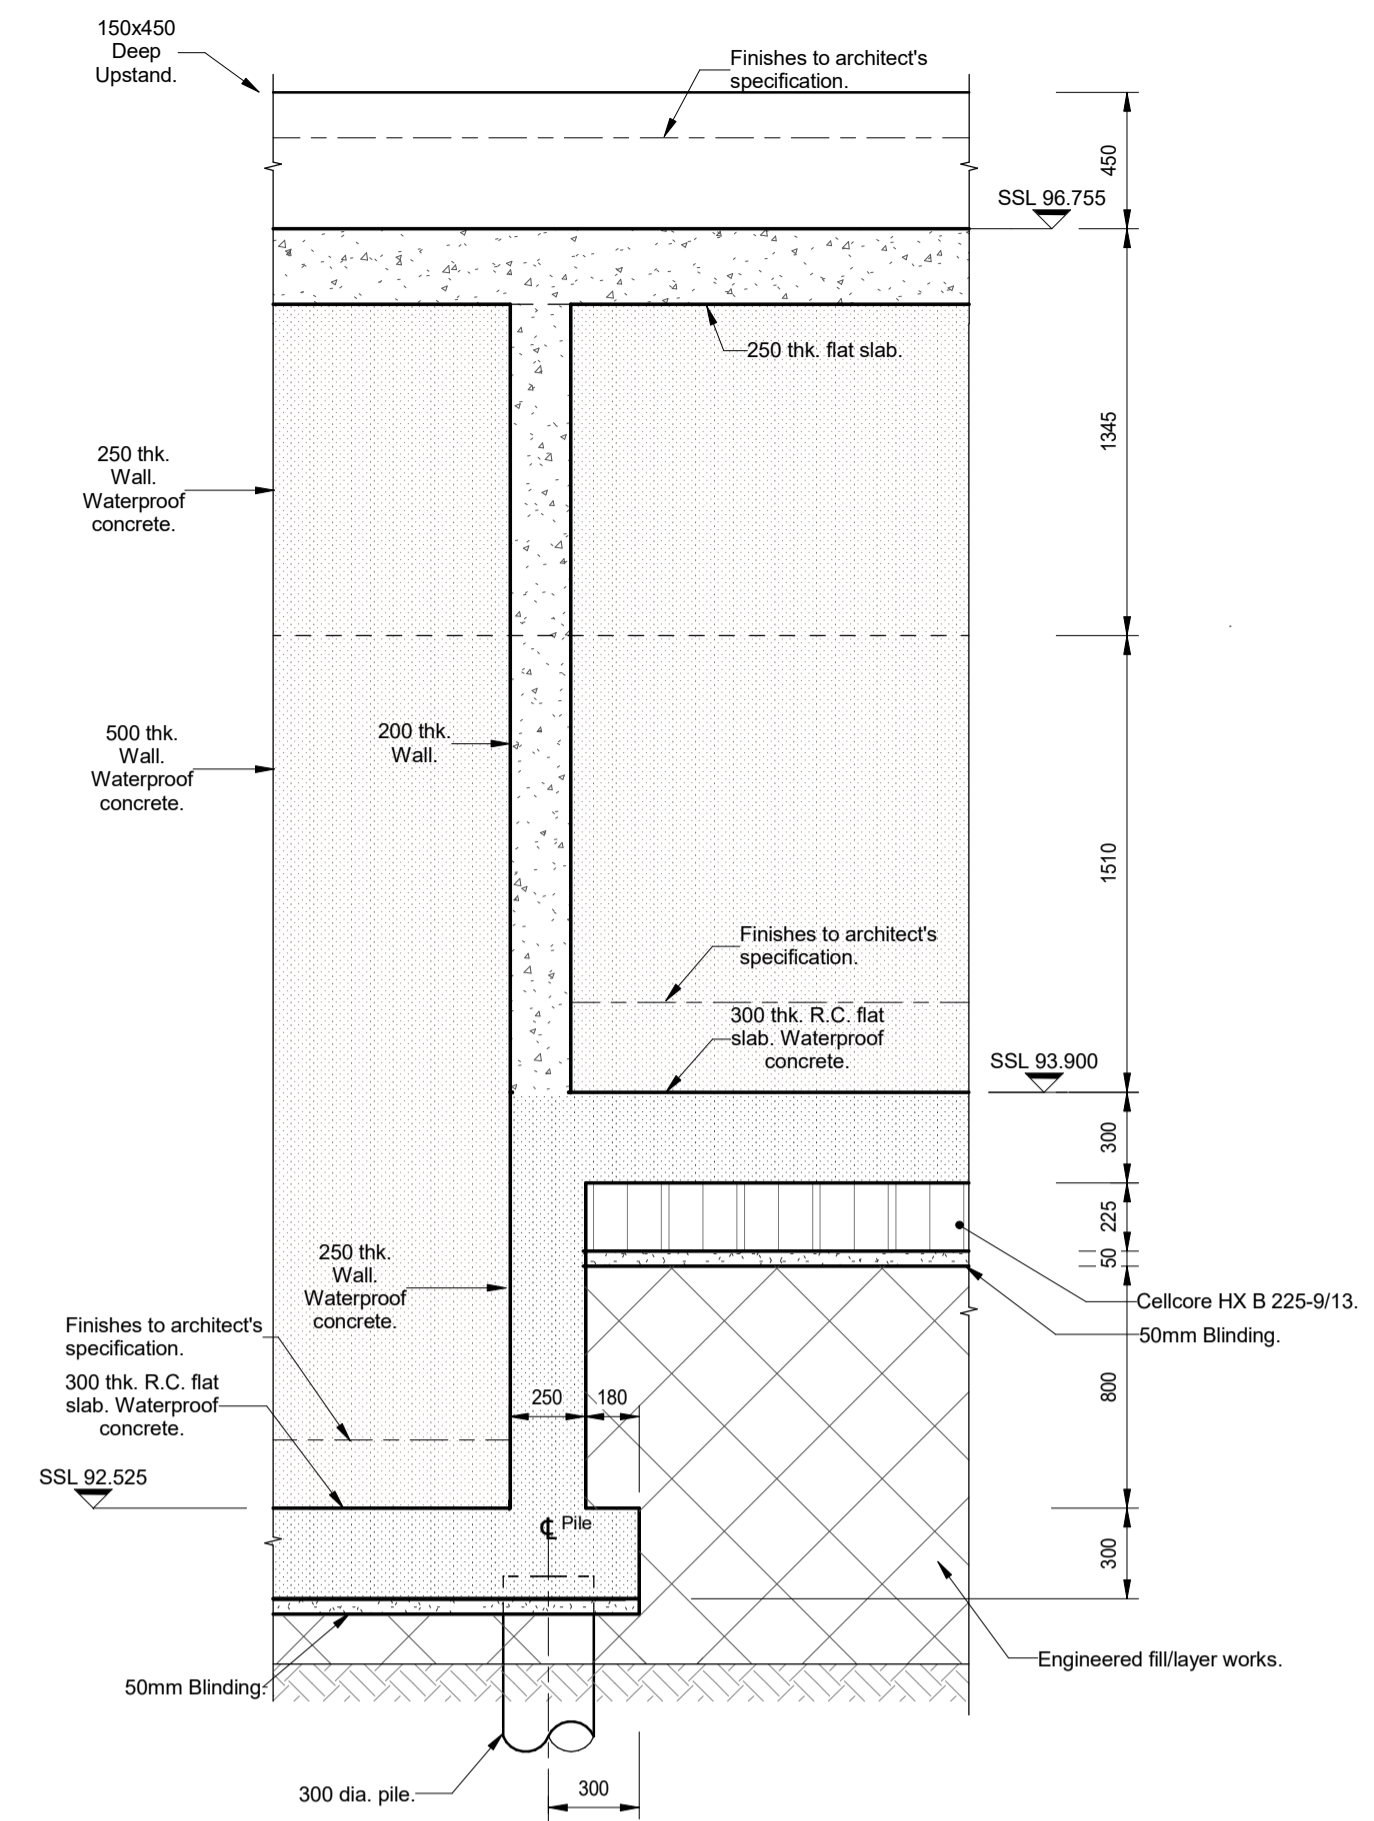 150x450
Deep
Upstand.
Finishes to architect's
specification.
450
SSL 96.755
250 thk. flat slab.
1345
250 thk.
Wall.
Waterproof
concrete.
500 thk.
Wall.
Waterproof
concrete.
200 thk.
Wall.
1510
Finishes to architect's
specification.
300 thk. R.C. flat
slab. Waterproof
concrete.
SSL 93.900
300
225
50
250 thk.
Wall.
Waterproof
concrete.
Cellcore HX B 225-9/13.
50mm Blinding.
Finishes to architect's
specification.
300 thk. R.C. flat
slab. Waterproof
concrete.
250
180
800
SSL 92.525
℄ Pile
300
Engineered fill/layer works.
50mm Blinding.
300 dia. pile.
300